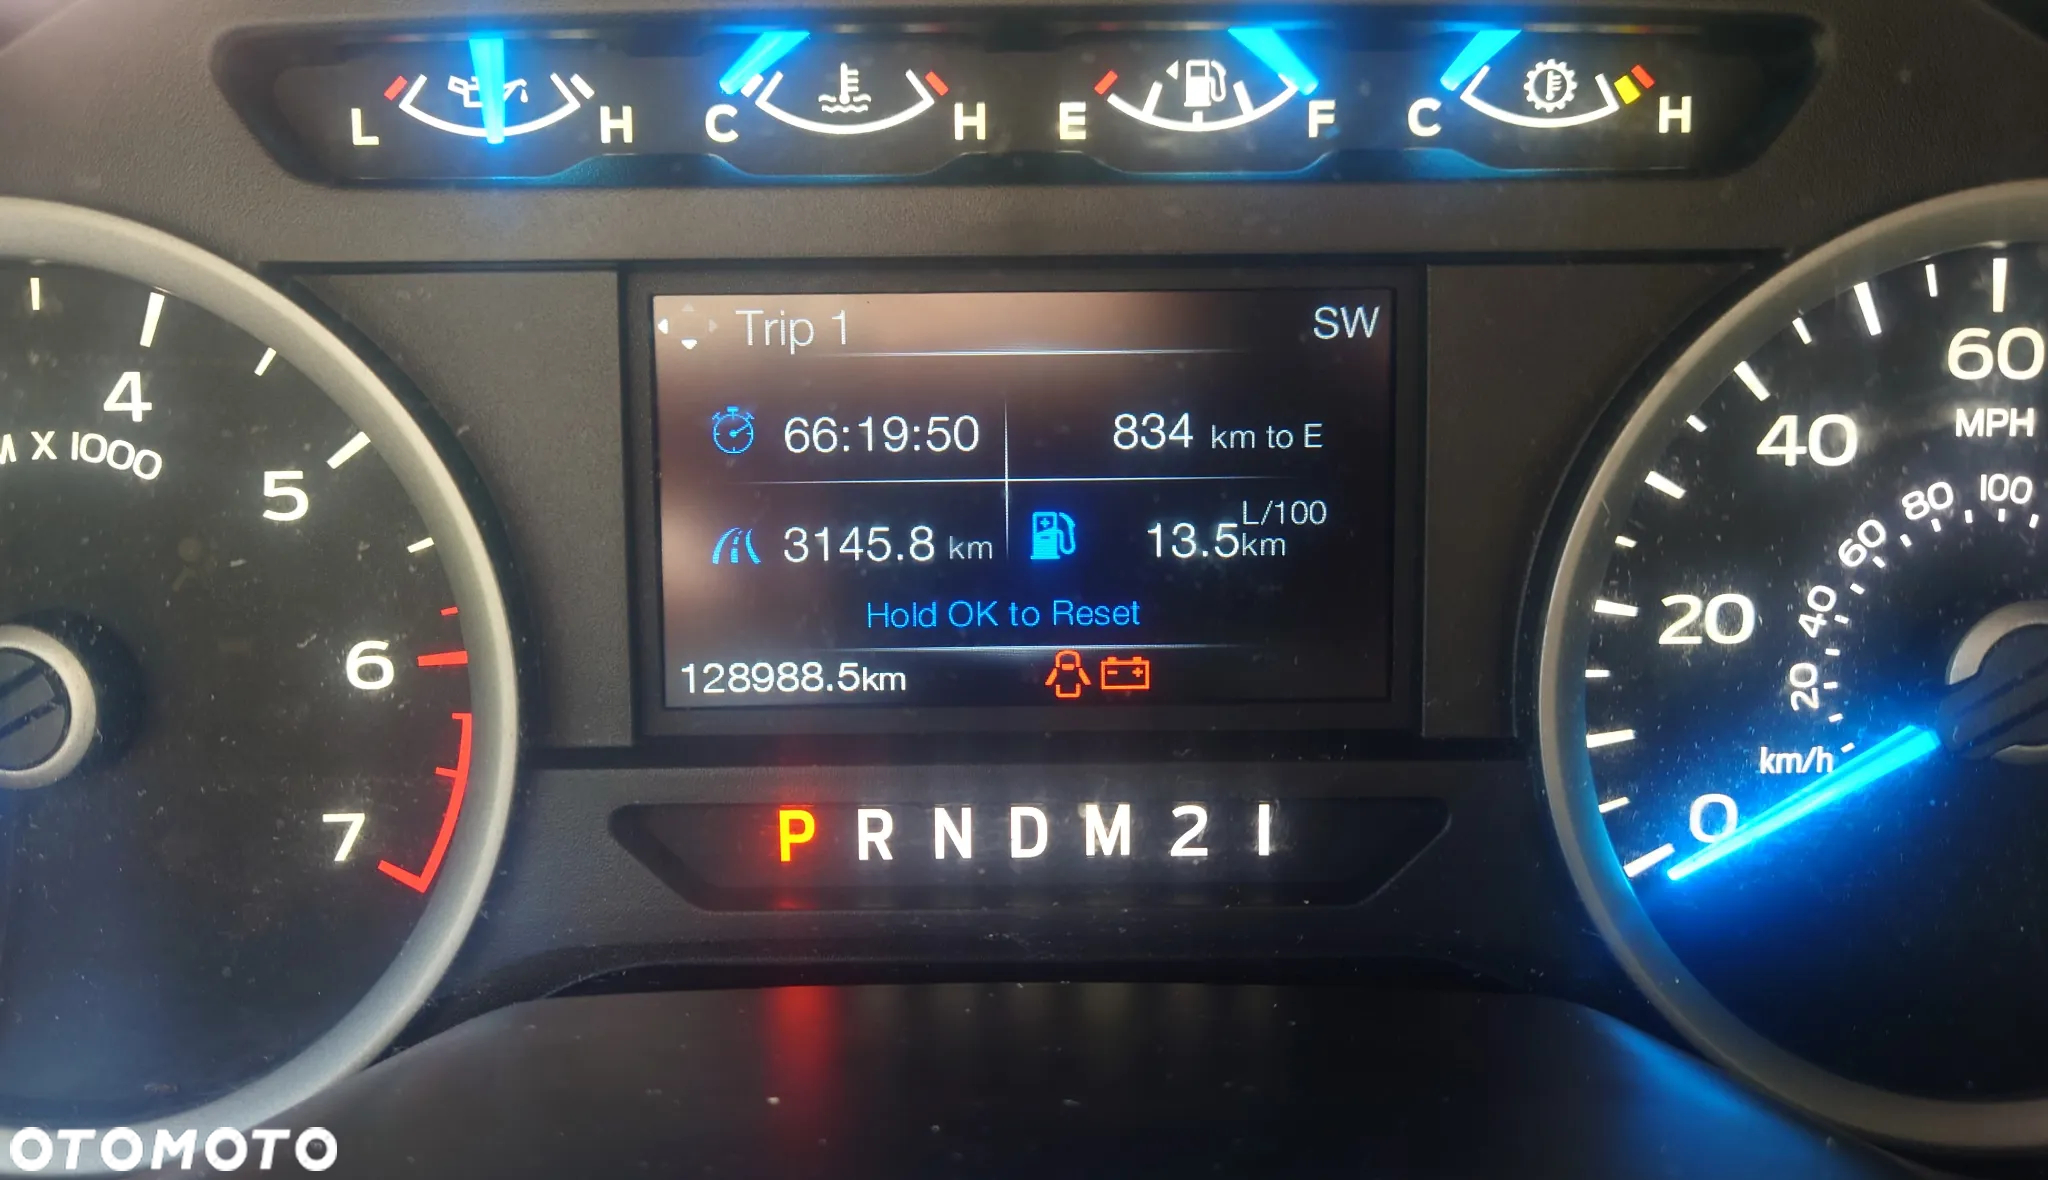 L H C H E F C H
Trip 1 SW
66:19:50 834 km to E
3145.8 km 13.5 L/100 km
Hold OK to Reset
128988.5km
P R N D M 2 1
4
X 1000
5
6
7
60
MPH
40
20
0
100
80
60
40
20
km/h
OTOMOTO